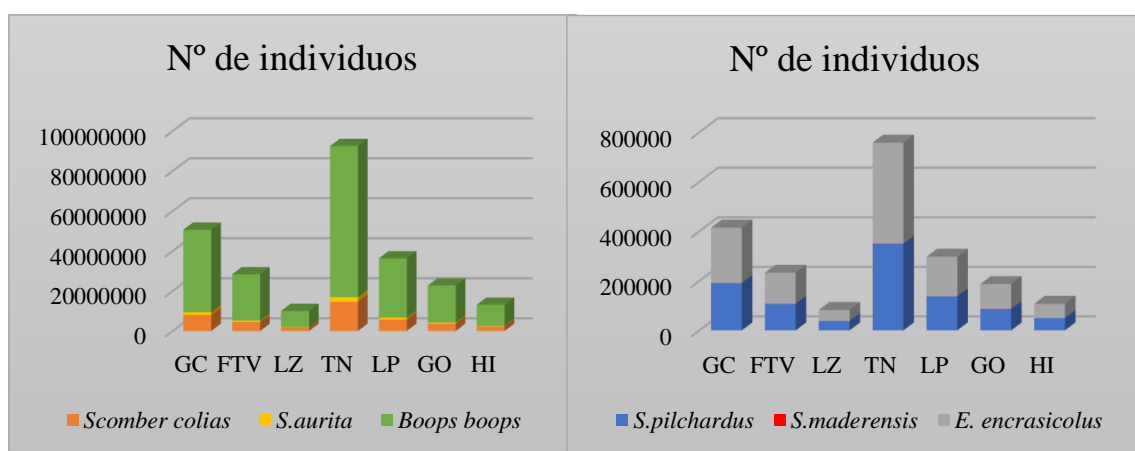 Nº de individuos
100000000
80000000
60000000
40000000
20000000
0
GC FTV LZ TN LP GO HI
Scomber colias S.aurita Boops boops
Nº de individuos
800000
600000
400000
200000
0
GC FTV LZ TN LP GO HI
S.pilchardus S.maderensis E. encrasicolus